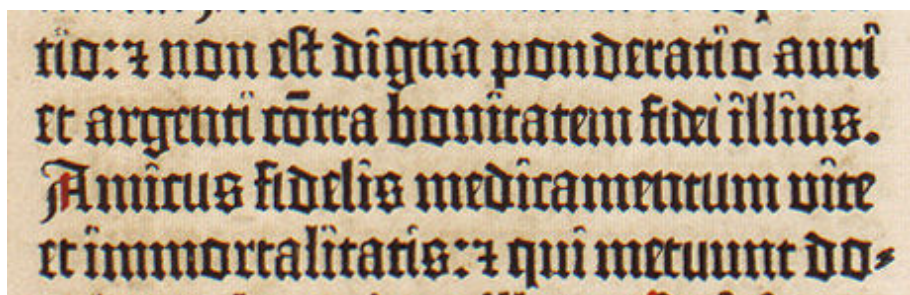 tio: ⁊ non est digna ponderatio auri
et argenti cōtra bonitatem fidei illius.
Amicus fidelis medicamentum vite
et immortalitatis: ⁊ qui metuunt do-